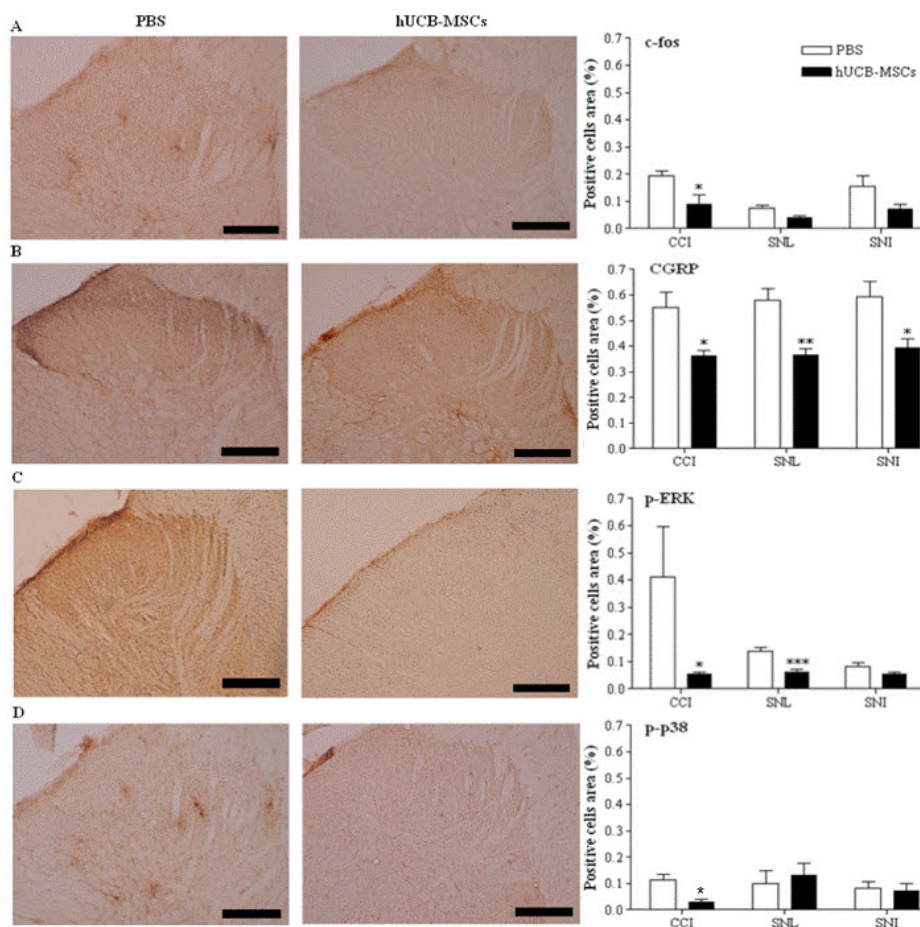 PBS
hUCB-MSCs
A
c-fos
PBS
hUCB-MSCs
Positive cells area (%)
0.7
0.6
0.5
0.4
0.3
0.2
0.1
0.0
*
CCI
SNL
SNI
B
CGRP
Positive cells area (%)
0.7
0.6
0.5
0.4
0.3
0.2
0.1
0.0
*
**
*
CCI
SNL
SNI
C
p-ERK
Positive cells area (%)
0.7
0.6
0.5
0.4
0.3
0.2
0.1
0.0
*
***
CCI
SNL
SNI
D
p-p38
Positive cells area (%)
0.7
0.6
0.5
0.4
0.3
0.2
0.1
0.0
*
CCI
SNL
SNI